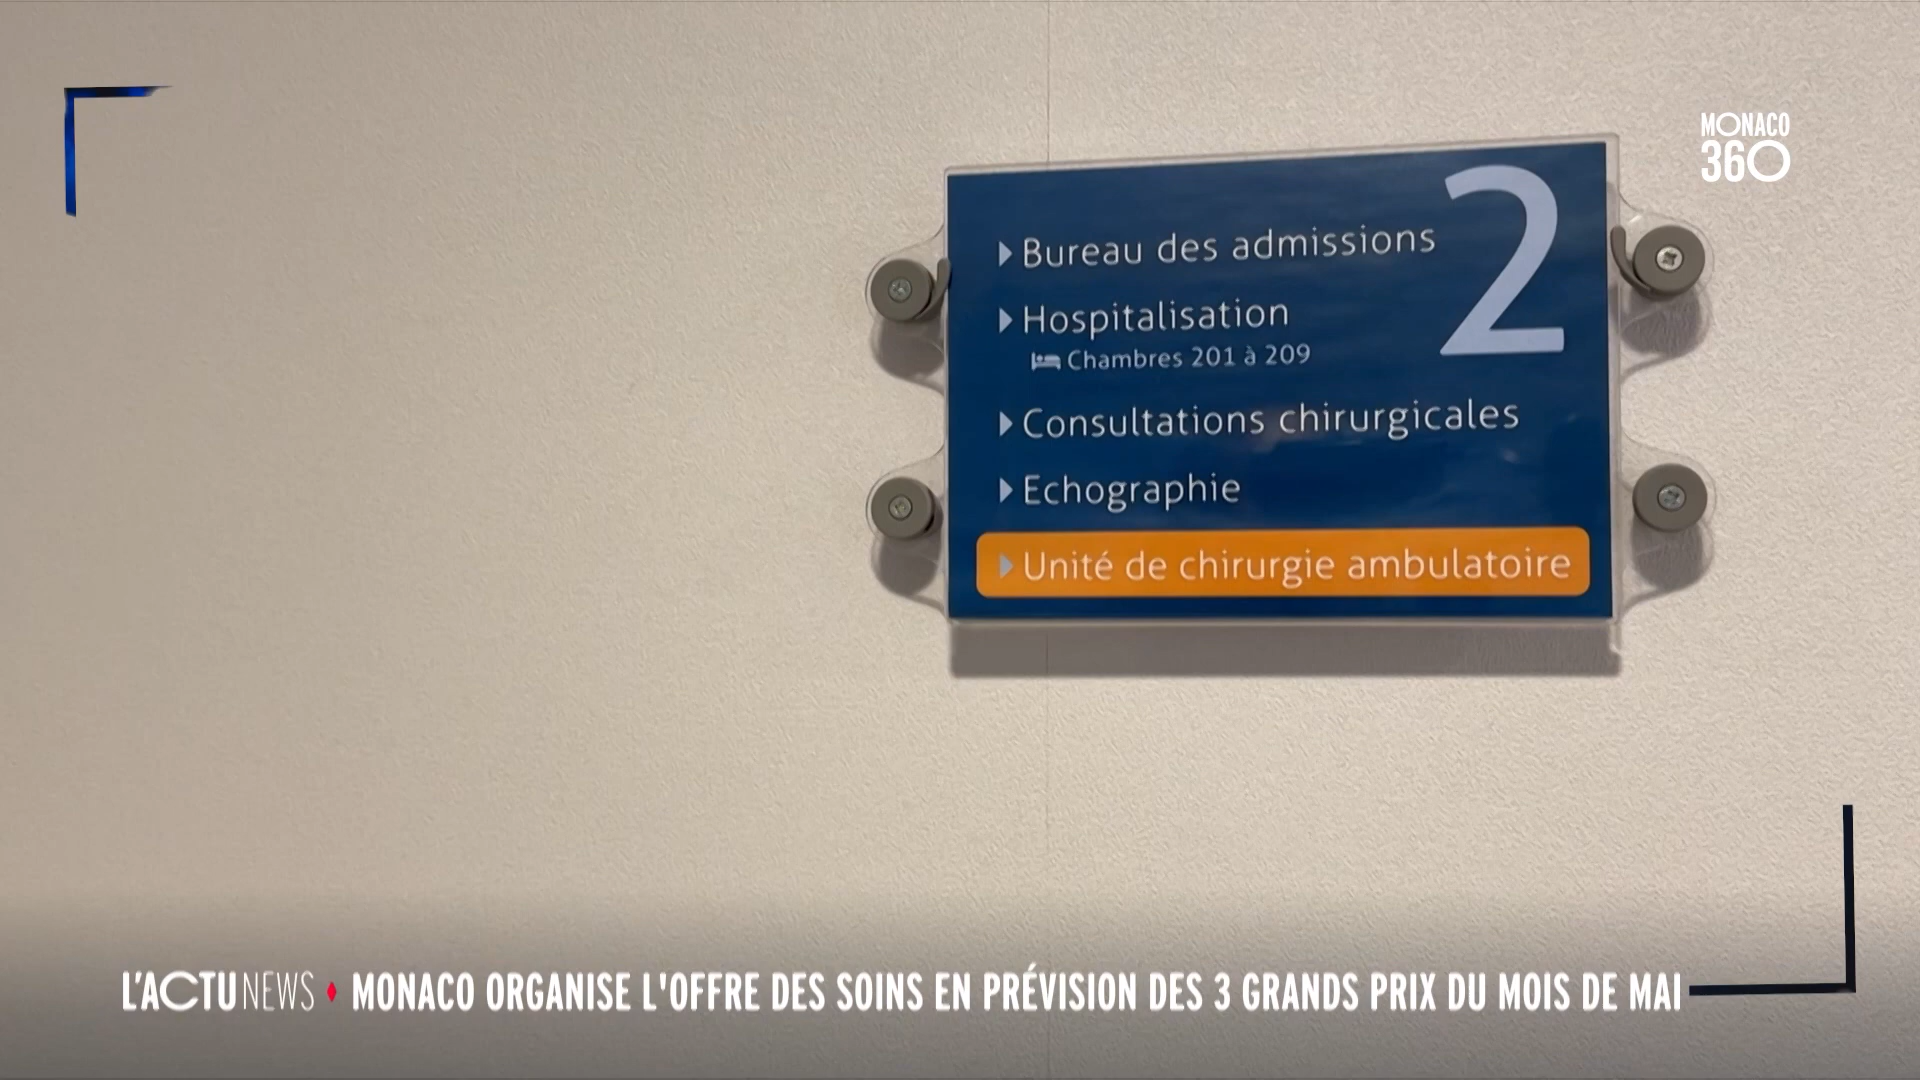 MONACO
360
2
Bureau des admissions
Hospitalisation
Chambres 201 à 209
Consultations chirurgicales
Echographie
Unité de chirurgie ambulatoire
L'ACTU NEWS ♦ MONACO ORGANISE L'OFFRE DES SOINS EN PRÉVISION DES 3 GRANDS PRIX DU MOIS DE MAI